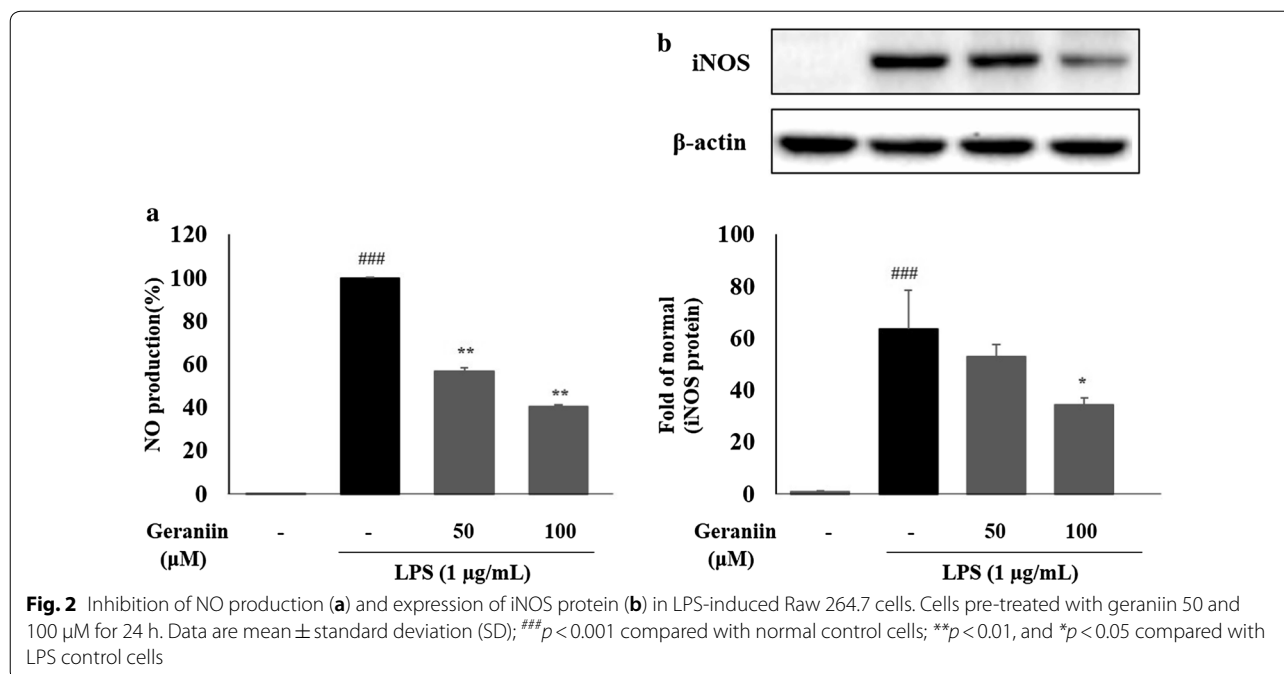 b
iNOS
β-actin
a
120
100
80
60
40
20
0
NO production(%)
###
**
**
Geraniin
(μM)
- - 50 100
LPS (1 μg/mL)
100
80
60
40
20
0
Fold of normal
(iNOS protein)
###
*
Geraniin
(μM)
- - 50 100
LPS (1 μg/mL)
Fig. 2 Inhibition of NO production (a) and expression of iNOS protein (b) in LPS-induced Raw 264.7 cells. Cells pre-treated with geraniin 50 and
100 μM for 24 h. Data are mean ± standard deviation (SD); ###p < 0.001 compared with normal control cells; **p < 0.01, and *p < 0.05 compared with
LPS control cells